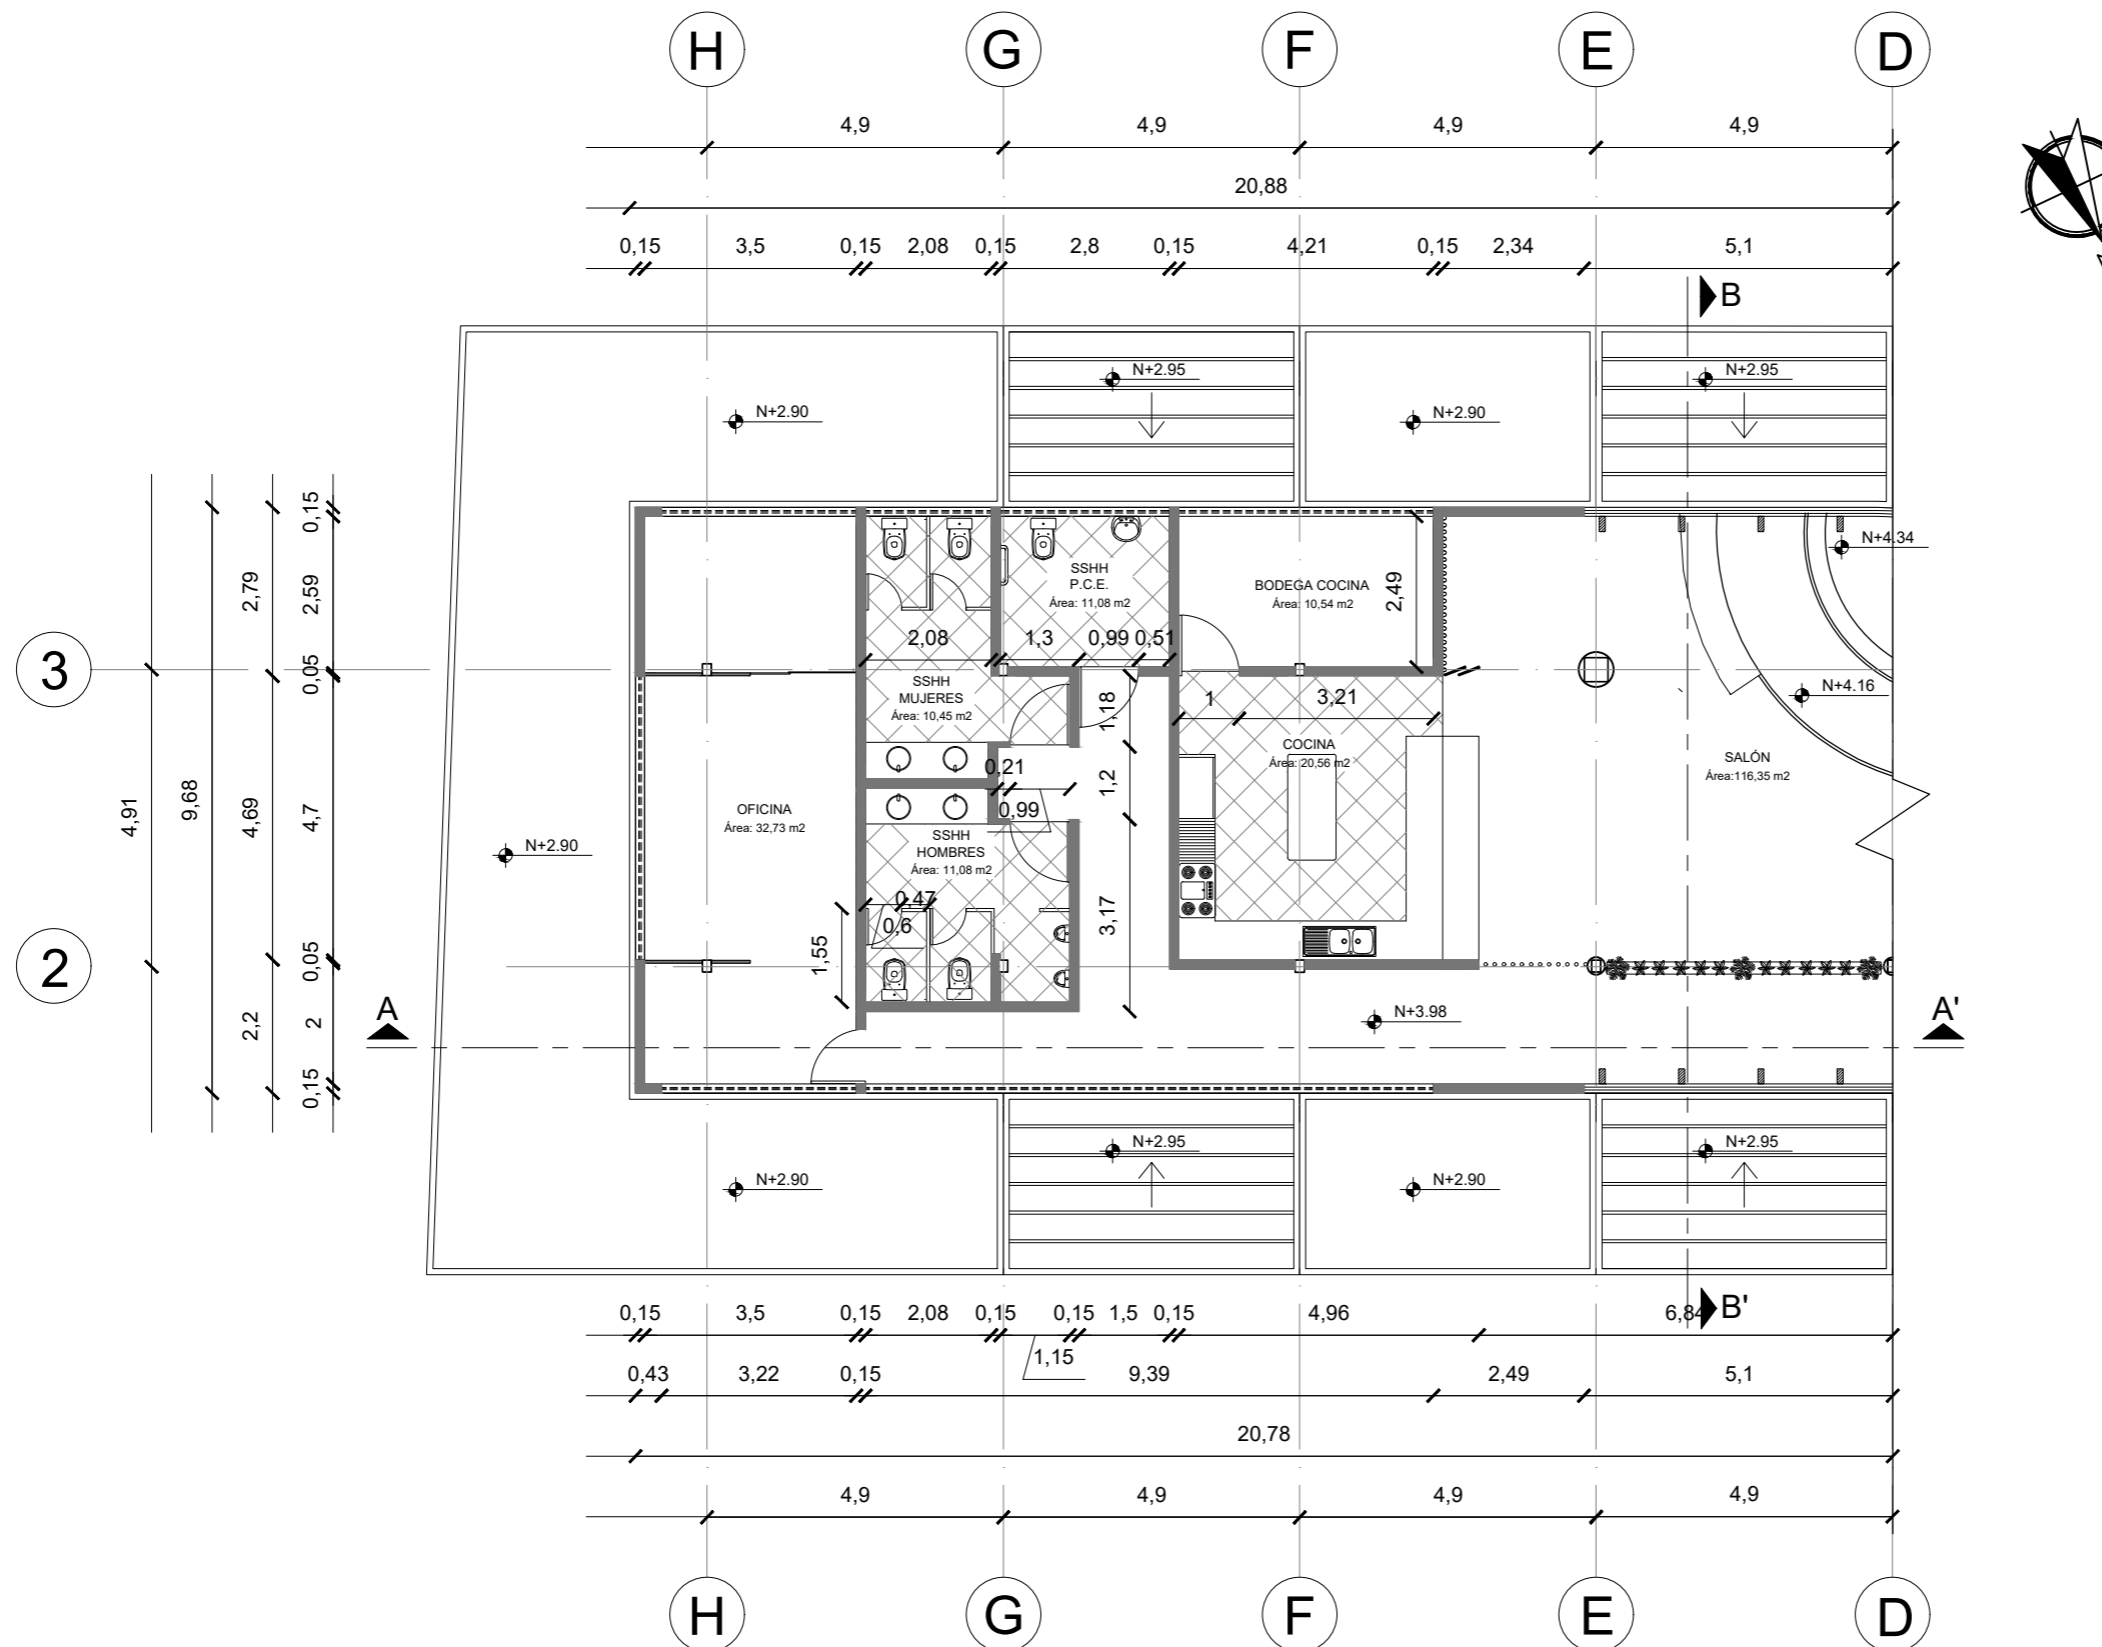 H G F E D
4,9 4,9 4,9 4,9
20,88
0,15 3,5 0,15 2,08 0,15 2,8 0,15 4,21 0,15 2,34 5,1
B
N+2.95 N+2.95
N+2.90 N+2.90
0,15
N+4.34
2,79 2,59
SSHH
P.C.E.
Área: 11,08 m2
BODEGA COCINA
Área: 10,54 m2
2,49
2,08 1,3 0,99 0,51
3
0,05
SSHH
MUJERES
Área: 10,45 m2
1,18
1 3,21
N+4.16
COCINA
Área: 20,56 m2
SALÓN
Área:116,35 m2
0,21
1,2
4,91 9,68 4,69 4,7
OFICINA
Área: 32,73 m2
0,99
SSHH
HOMBRES
Área: 11,08 m2
N+2.90
0,47
0,6
3,17
1,55
2
0,05
A A'
2,2 2
N+3.98
0,15
N+2.95 N+2.95
N+2.90 N+2.90
0,15 3,5 0,15 2,08 0,15 0,15 1,5 0,15 4,96 6,84
B'
1,15
0,43 3,22 0,15 9,39 2,49 5,1
20,78
4,9 4,9 4,9 4,9
H G F E D